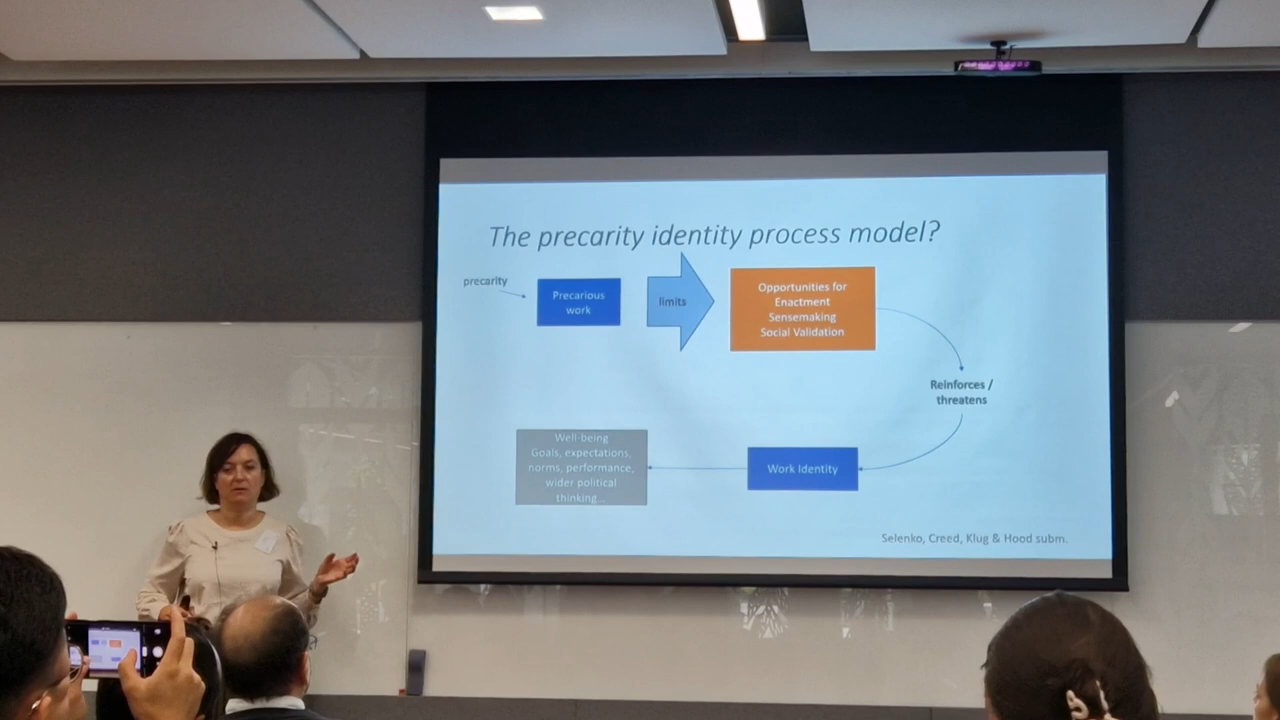 The precarity identity process model?
precarity
Precarious
work
limits
Opportunities for
Enactment
Sensemaking
Social Validation
Reinforces /
threatens
Work Identity
Well-being
Goals, expectations,
norms, performance,
wider political
thinking...
Selenko, Creed, Klug & Hood subm.